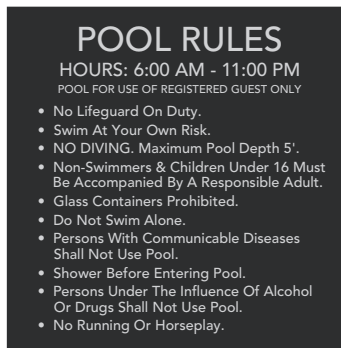 POOL RULES
HOURS: 6:00 AM - 11:00 PM
POOL FOR USE OF REGISTERED GUEST ONLY
• No Lifeguard On Duty.
• Swim At Your Own Risk.
• NO DIVING. Maximum Pool Depth 5'.
• Non-Swimmers & Children Under 16 Must
Be Accompanied By A Responsible Adult.
• Glass Containers Prohibited.
• Do Not Swim Alone.
• Persons With Communicable Diseases
Shall Not Use Pool.
• Shower Before Entering Pool.
• Persons Under The Influence Of Alcohol
Or Drugs Shall Not Use Pool.
• No Running Or Horseplay.